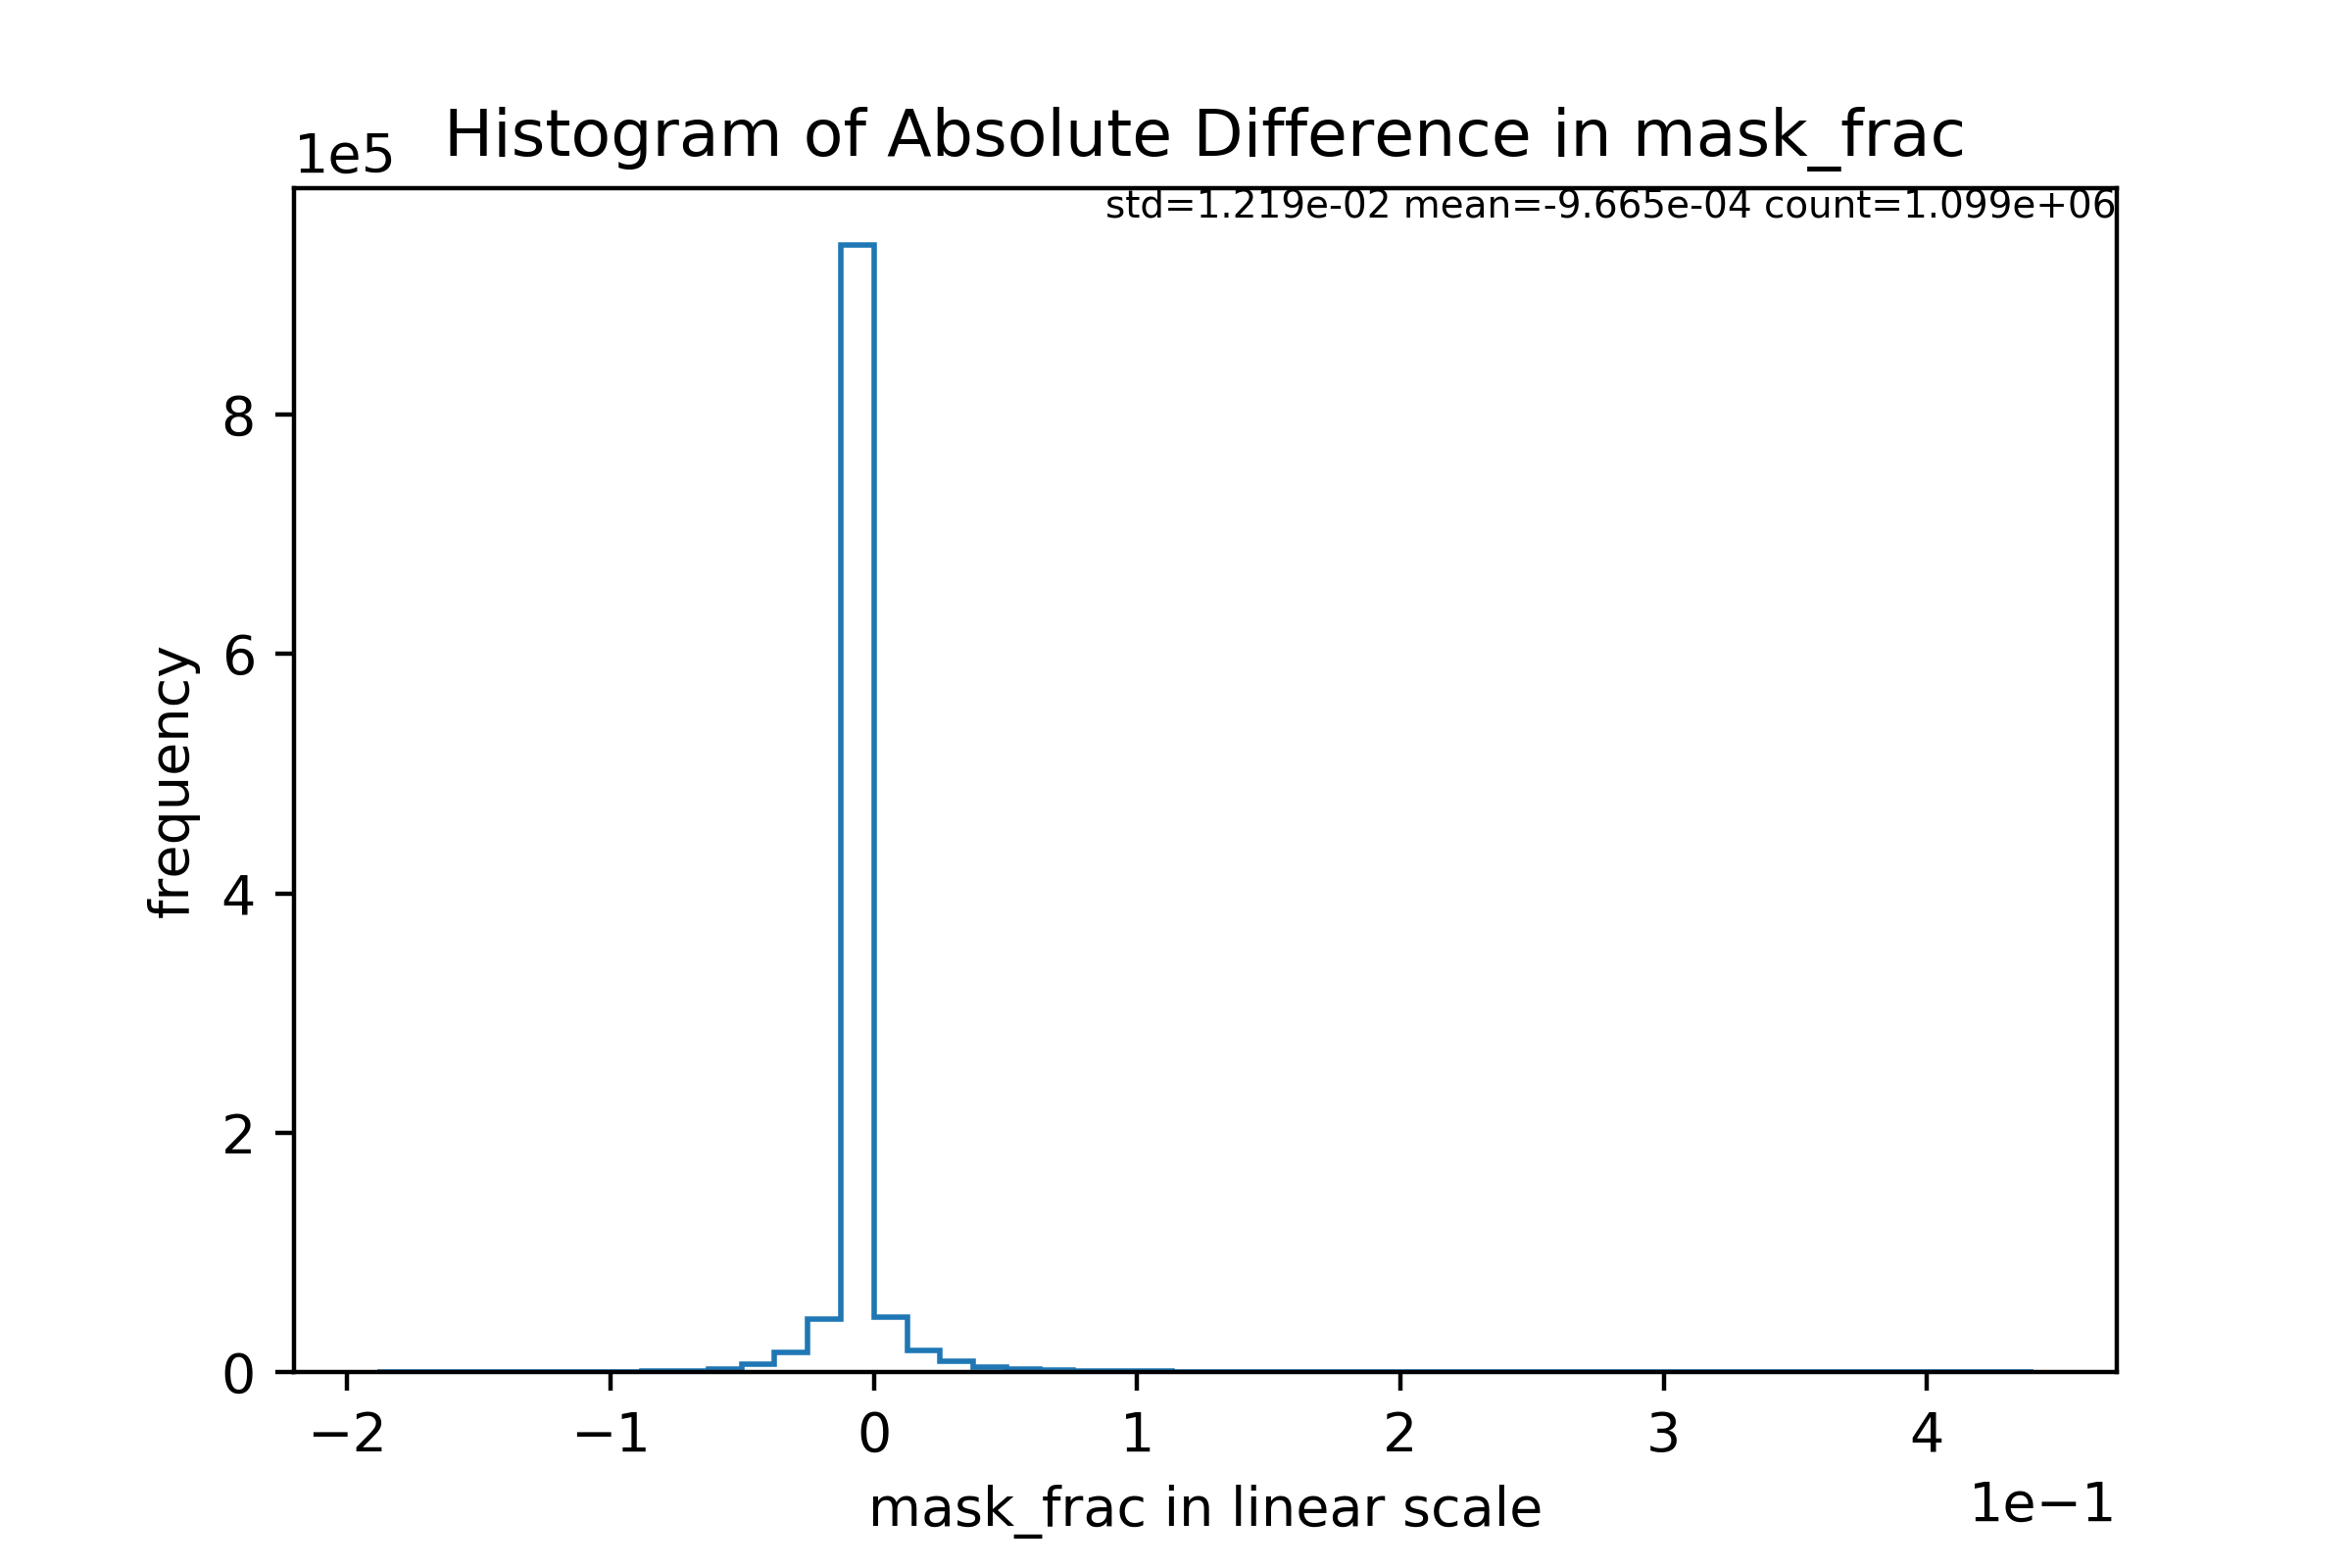 Histogram of Absolute Difference in mask_frac
1e5
std=1.219e-02 mean=-9.665e-04 count=1.099e+06
8
6
4
2
0
frequency
−2 −1 0 1 2 3 4
1e−1
mask_frac in linear scale